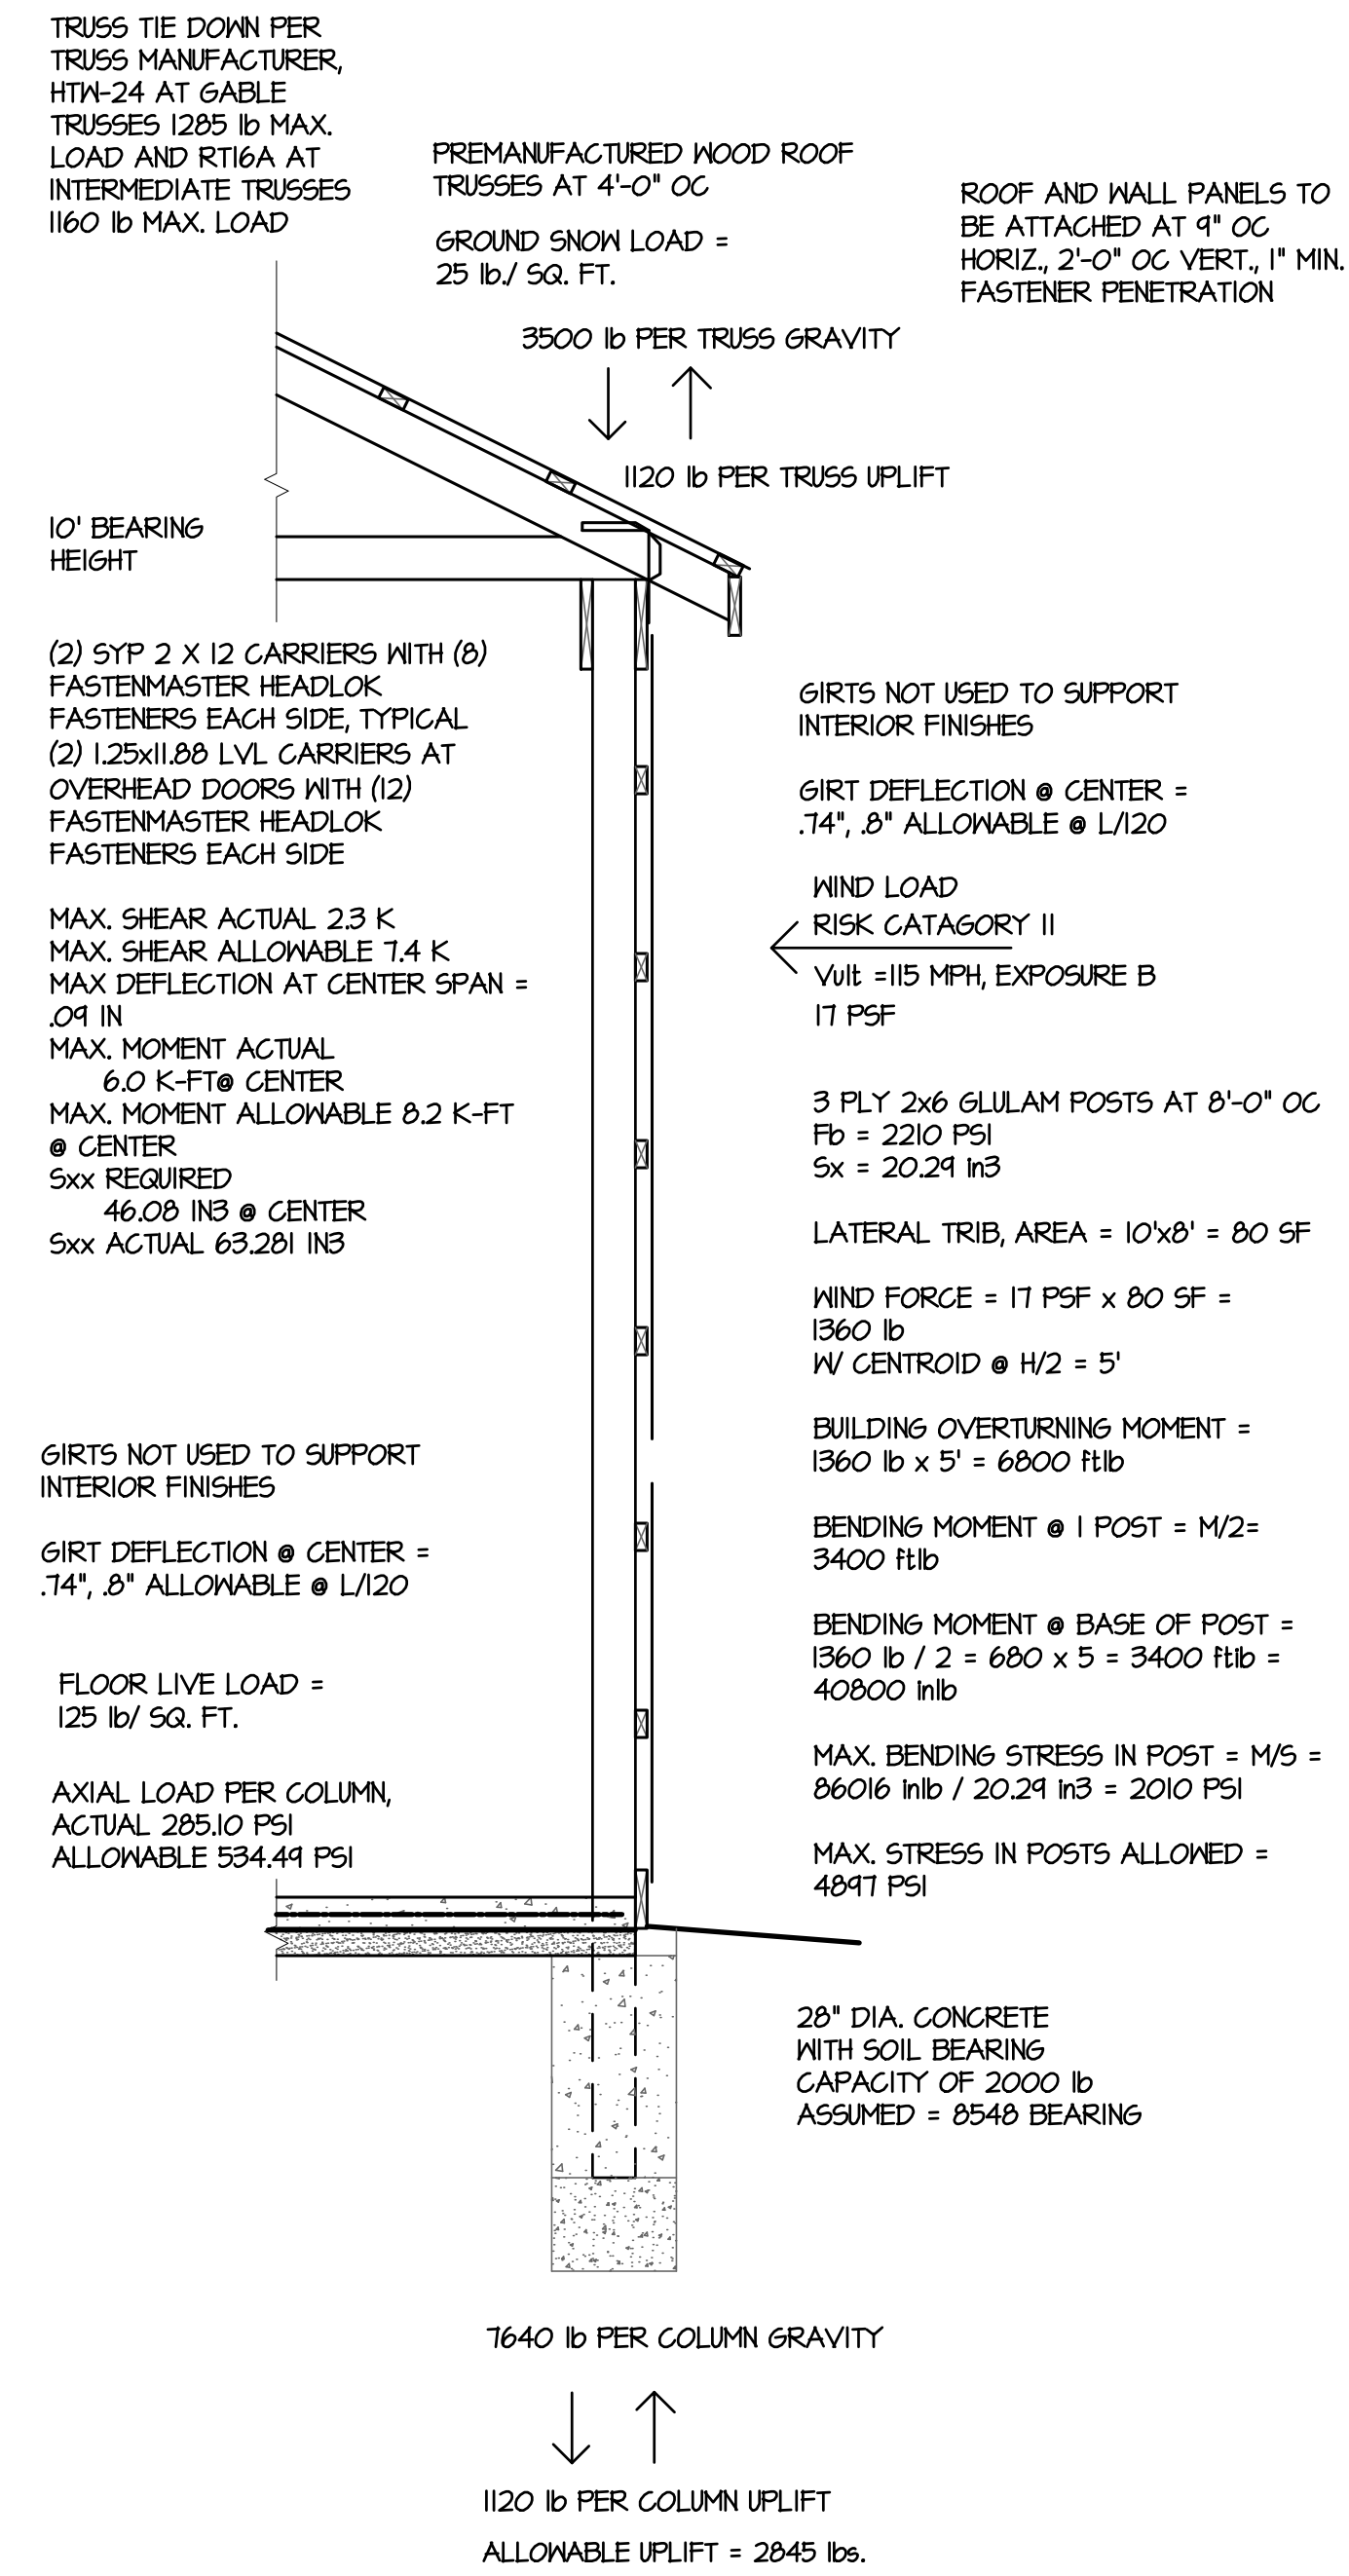 TRUSS TIE DOWN PER
TRUSS MANUFACTURER,
HTW-24 AT GABLE
TRUSSES 1285 lb MAX.
LOAD AND RT16A AT
INTERMEDIATE TRUSSES
1160 lb MAX. LOAD
PREMANUFACTURED WOOD ROOF
TRUSSES AT 4'-0" OC
GROUND SNOW LOAD =
25 lb./ SQ. FT.
ROOF AND WALL PANELS TO
BE ATTACHED AT 9" OC
HORIZ., 2'-0" OC VERT., 1" MIN.
FASTENER PENETRATION
3500 lb PER TRUSS GRAVITY
1120 lb PER TRUSS UPLIFT
10' BEARING
HEIGHT
(2) SYP 2 X 12 CARRIERS WITH (8)
FASTENMASTER HEADLOK
FASTENERS EACH SIDE, TYPICAL
(2) 1.25x11.88 LVL CARRIERS AT
OVERHEAD DOORS WITH (12)
FASTENMASTER HEADLOK
FASTENERS EACH SIDE
MAX. SHEAR ACTUAL 2.3 K
MAX. SHEAR ALLOWABLE 7.4 K
MAX DEFLECTION AT CENTER SPAN =
.09 IN
MAX. MOMENT ACTUAL
6.0 K-FT@ CENTER
MAX. MOMENT ALLOWABLE 8.2 K-FT
@ CENTER
Sxx REQUIRED
46.08 IN3 @ CENTER
Sxx ACTUAL 63.281 IN3
GIRTS NOT USED TO SUPPORT
INTERIOR FINISHES
GIRT DEFLECTION @ CENTER =
.74", .8" ALLOWABLE @ L/120
FLOOR LIVE LOAD =
125 lb/ SQ. FT.
AXIAL LOAD PER COLUMN,
ACTUAL 285.10 PSI
ALLOWABLE 534.49 PSI
GIRTS NOT USED TO SUPPORT
INTERIOR FINISHES
GIRT DEFLECTION @ CENTER =
.74", .8" ALLOWABLE @ L/120
WIND LOAD
RISK CATAGORY II
Vult =115 MPH, EXPOSURE B
17 PSF
3 PLY 2x6 GLULAM POSTS AT 8'-0" OC
Fb = 2210 PSI
Sx = 20.29 in3
LATERAL TRIB, AREA = 10'x8' = 80 SF
WIND FORCE = 17 PSF x 80 SF =
1360 lb
W/ CENTROID @ H/2 = 5'
BUILDING OVERTURNING MOMENT =
1360 lb x 5' = 6800 ftlb
BENDING MOMENT @ 1 POST = M/2=
3400 ftlb
BENDING MOMENT @ BASE OF POST =
1360 lb / 2 = 680 x 5 = 3400 ftib =
40800 inlb
MAX. BENDING STRESS IN POST = M/S =
86016 inlb / 20.29 in3 = 2010 PSI
MAX. STRESS IN POSTS ALLOWED =
4897 PSI
28" DIA. CONCRETE
WITH SOIL BEARING
CAPACITY OF 2000 lb
ASSUMED = 8548 BEARING
7640 lb PER COLUMN GRAVITY
1120 lb PER COLUMN UPLIFT
ALLOWABLE UPLIFT = 2845 lbs.